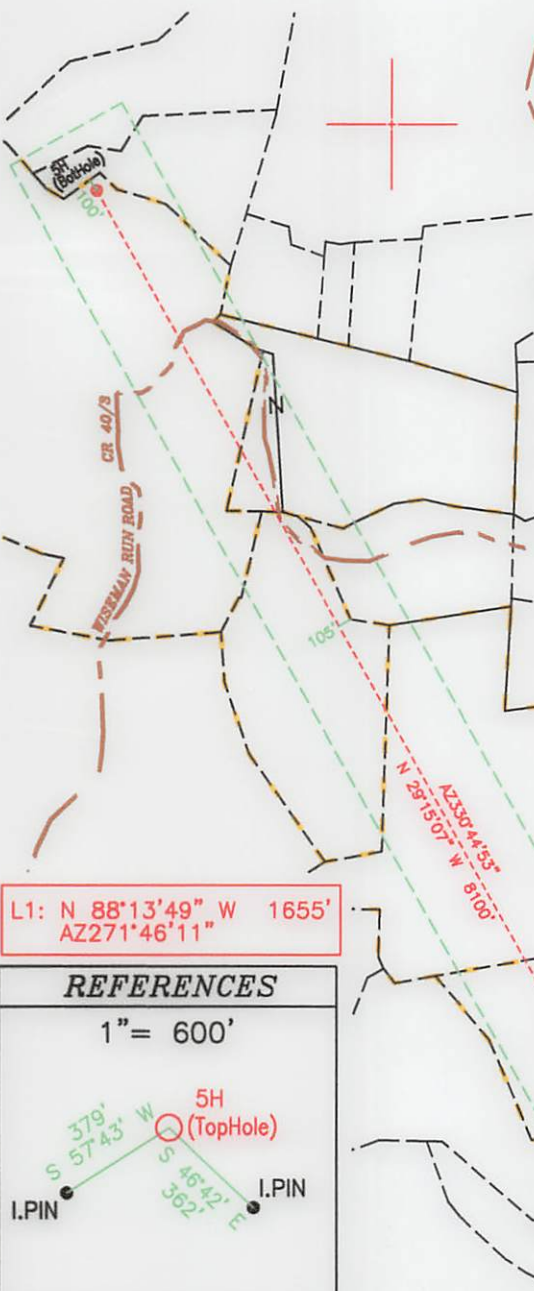 5H
(BotHole)
100'
CR 40/3
N
WISEMAN RUN ROAD
105'
AZ330°44'53"
N 29°15'07" W 8100'
L1: N 88°13'49" W 1655'
AZ271°46'11"
REFERENCES
1"= 600'
5H
(TopHole)
379'
S 57°43' W
S 46°42' E
362'
I.PIN
I.PIN